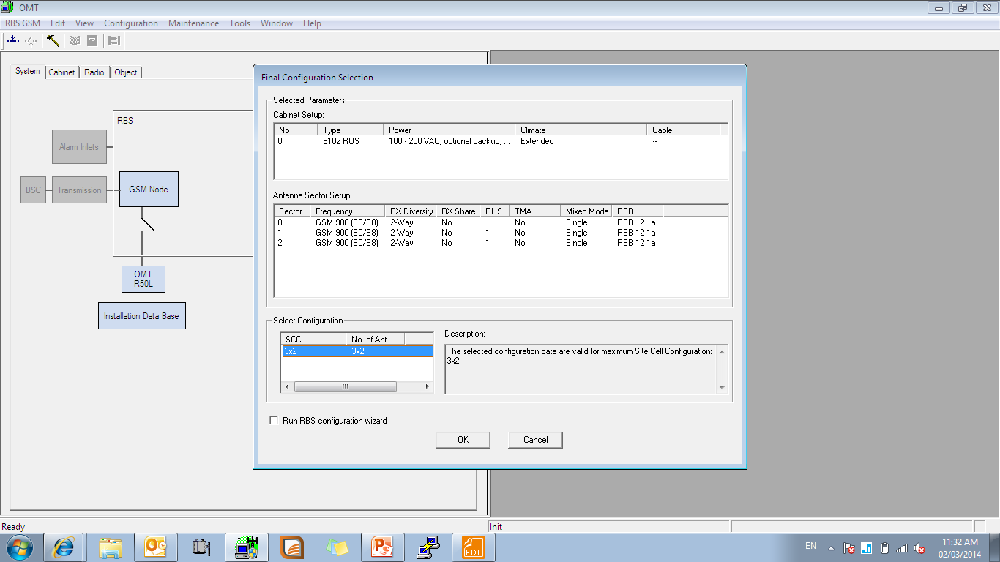 OMT
RBS GSM Edit View Configuration Maintenance Tools Window Help
System Cabinet Radio Object
RBS
Alarm Inlets
BSC Transmission GSM Node
OMT
R50L
Installation Data Base
Final Configuration Selection
Selected Parameters
Cabinet Setup:
No Type Power Climate Cable
0 6102 RUS 100 - 250 VAC, optional backup, ... Extended --
Antenna Sector Setup:
Sector Frequency RX Diversity RX Share RUS TMA Mixed Mode RBB
0 GSM 900 (B0/B8) 2-Way No 1 No Single RBB 12 1a
1 GSM 900 (B0/B8) 2-Way No 1 No Single RBB 12 1a
2 GSM 900 (B0/B8) 2-Way No 1 No Single RBB 12 1a
Select Configuration
SCC No. of Ant.
3x2 3x2
Description:
The selected configuration data are valid for maximum Site Cell Configuration:
3x2
Run RBS configuration wizard
OK Cancel
Ready Init
PDF
EN
11:32 AM
02/03/2014